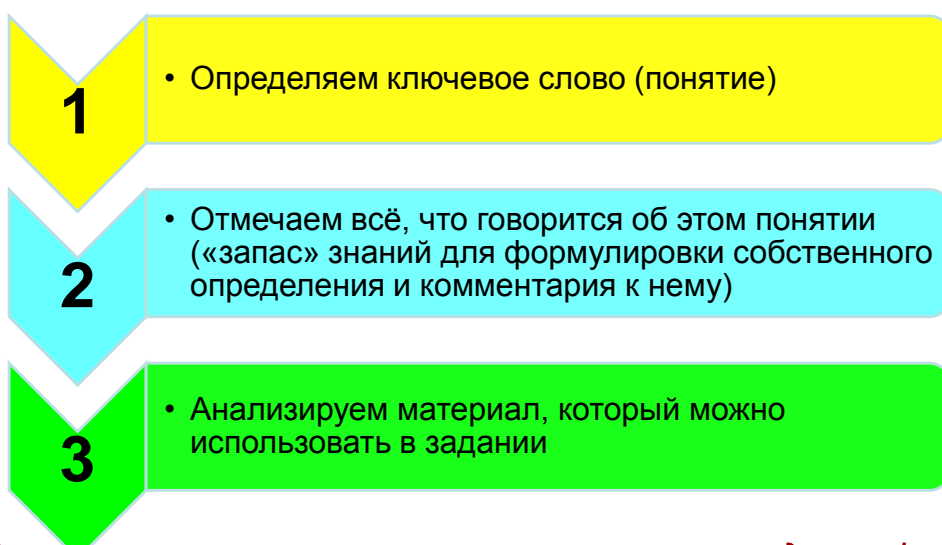 1
• Определяем ключевое слово (понятие)
2
• Отмечаем всё, что говорится об этом понятии
(«запас» знаний для формулировки собственного
определения и комментария к нему)
3
• Анализируем материал, который можно
использовать в задании